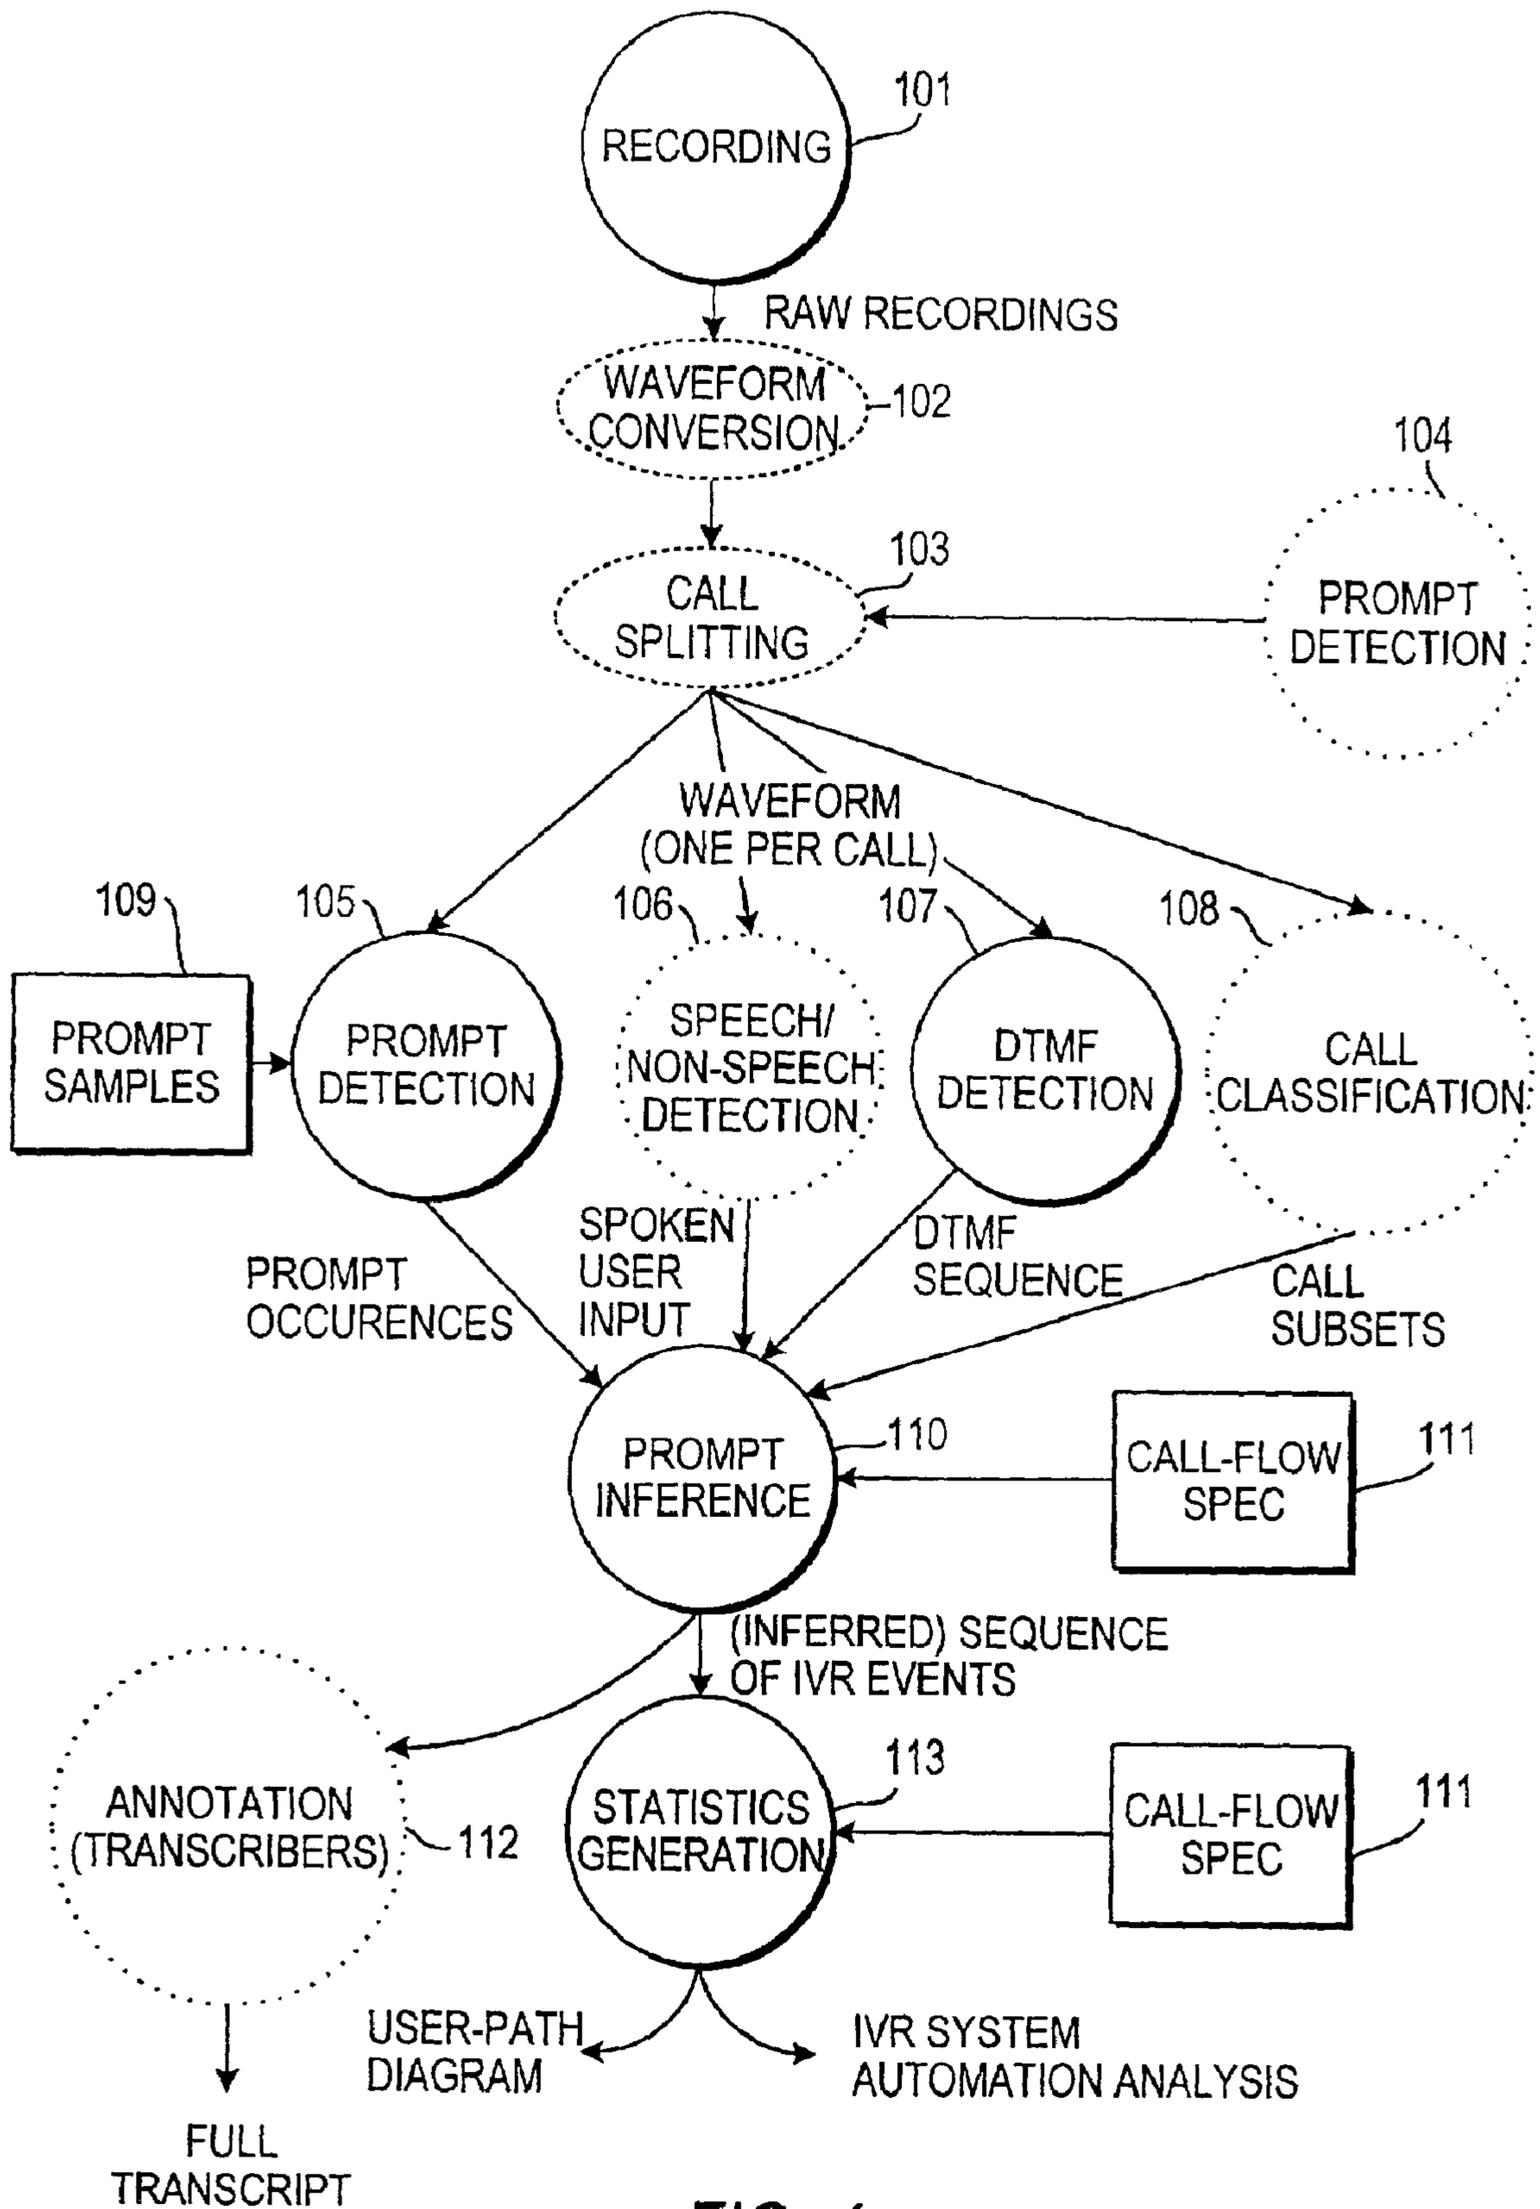 101
RECORDING
RAW RECORDINGS
WAVEFORM
CONVERSION
102
104
103
CALL
SPLITTING
PROMPT
DETECTION
WAVEFORM
(ONE PER CALL)
109
105
106
107
108
PROMPT
SAMPLES
PROMPT
DETECTION
SPEECH/
NON-SPEECH
DETECTION
DTMF
DETECTION
CALL
CLASSIFICATION
PROMPT
OCCURENCES
SPOKEN
USER
INPUT
DTMF
SEQUENCE
CALL
SUBSETS
PROMPT
INFERENCE
110
CALL-FLOW
SPEC
111
(INFERRED) SEQUENCE
OF IVR EVENTS
ANNOTATION
(TRANSCRIBERS)
112
STATISTICS
GENERATION
113
CALL-FLOW
SPEC
111
USER-PATH
DIAGRAM
IVR SYSTEM
AUTOMATION ANALYSIS
FULL
TRANSCRIPT